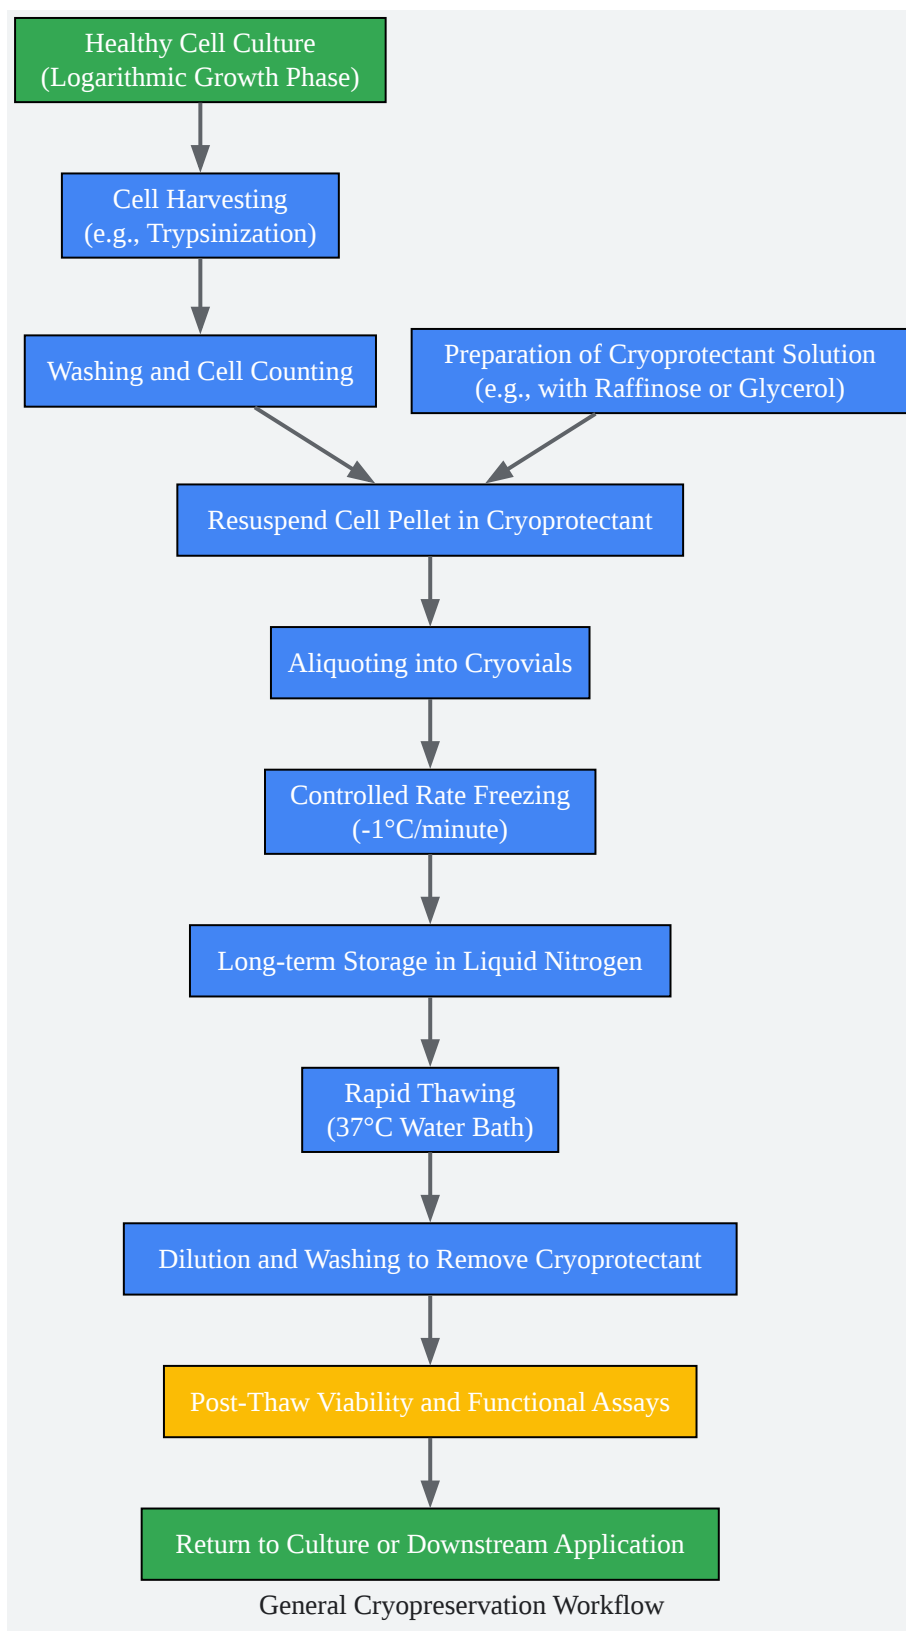 Healthy Cell Culture
(Logarithmic Growth Phase)
Cell Harvesting
(e.g., Trypsinization)
Washing and Cell Counting
Preparation of Cryoprotectant Solution
(e.g., with Raffinose or Glycerol)
Resuspend Cell Pellet in Cryoprotectant
Aliquoting into Cryovials
Controlled Rate Freezing
(-1°C/minute)
Long-term Storage in Liquid Nitrogen
Rapid Thawing
(37°C Water Bath)
Dilution and Washing to Remove Cryoprotectant
Post-Thaw Viability and Functional Assays
Return to Culture or Downstream Application
General Cryopreservation Workflow